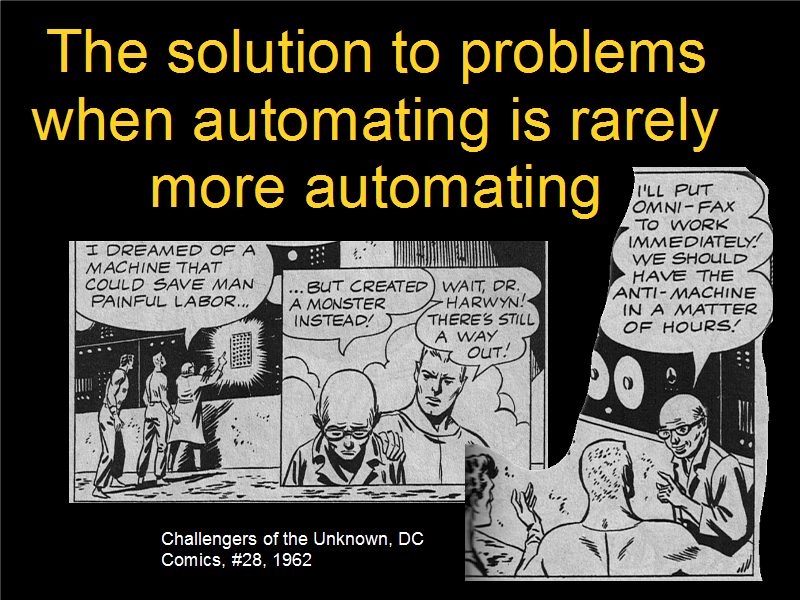 The solution to problems
when automating is rarely
more automating
I DREAMED OF A
MACHINE THAT
COULD SAVE MAN
PAINFUL LABOR...
...BUT CREATED
A MONSTER
INSTEAD!
WAIT, DR.
HARWYN!
THERE'S STILL
A WAY
OUT!
I'LL PUT
OMNI-FAX
TO WORK
IMMEDIATELY!
WE SHOULD
HAVE THE
ANTI-MACHINE
IN A MATTER
OF HOURS!
Challengers of the Unknown, DC
Comics, #28, 1962